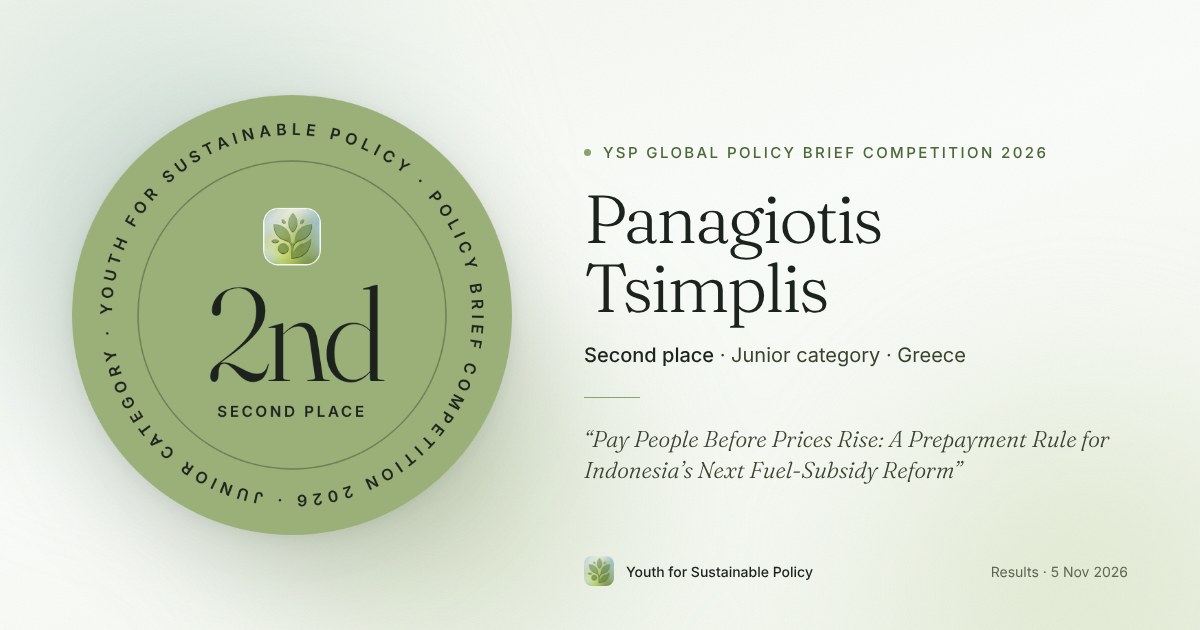 YOUTH FOR SUSTAINABLE POLICY · POLICY BRIEF COMPETITION 2026 · JUNIOR CATEGORY ·
2nd
SECOND PLACE
YSP GLOBAL POLICY BRIEF COMPETITION 2026
Panagiotis
Tsimplis
Second place · Junior category · Greece
“Pay People Before Prices Rise: A Prepayment Rule for
Indonesia’s Next Fuel-Subsidy Reform”
Youth for Sustainable Policy
Results · 5 Nov 2026